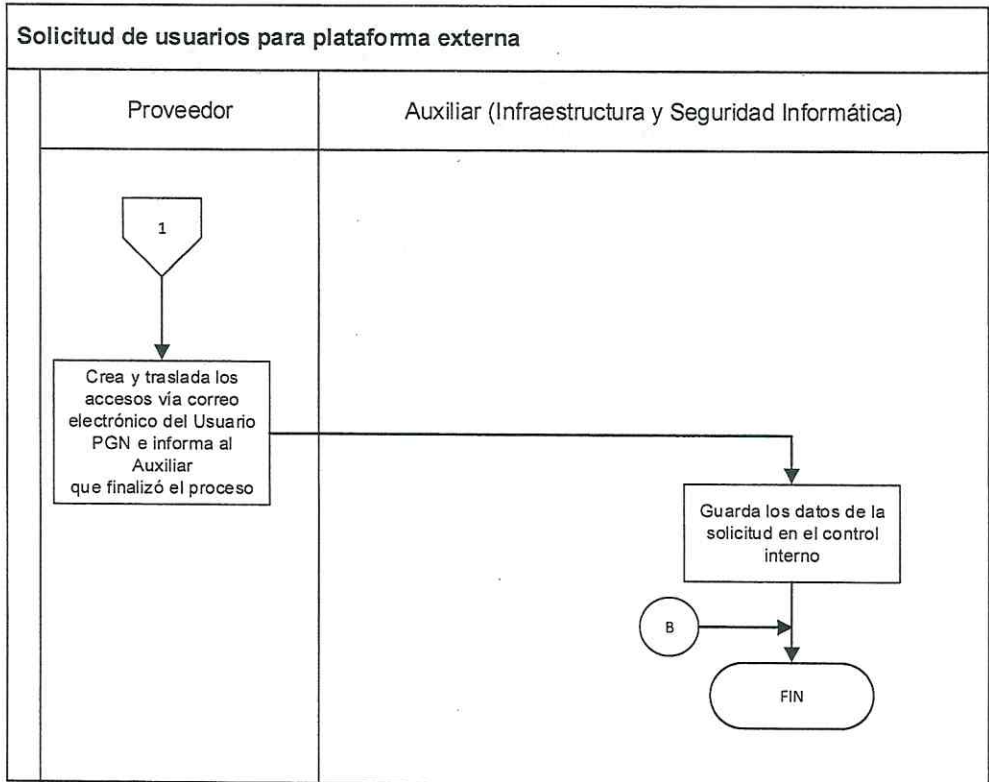 Solicitud de usuarios para plataforma externa
Proveedor
Auxiliar (Infraestructura y Seguridad Informática)
1
Crea y traslada los
accesos vía correo
electrónico del Usuario
PGN e informa al
Auxiliar
que finalizó el proceso
Guarda los datos de la
solicitud en el control
interno
B
FIN